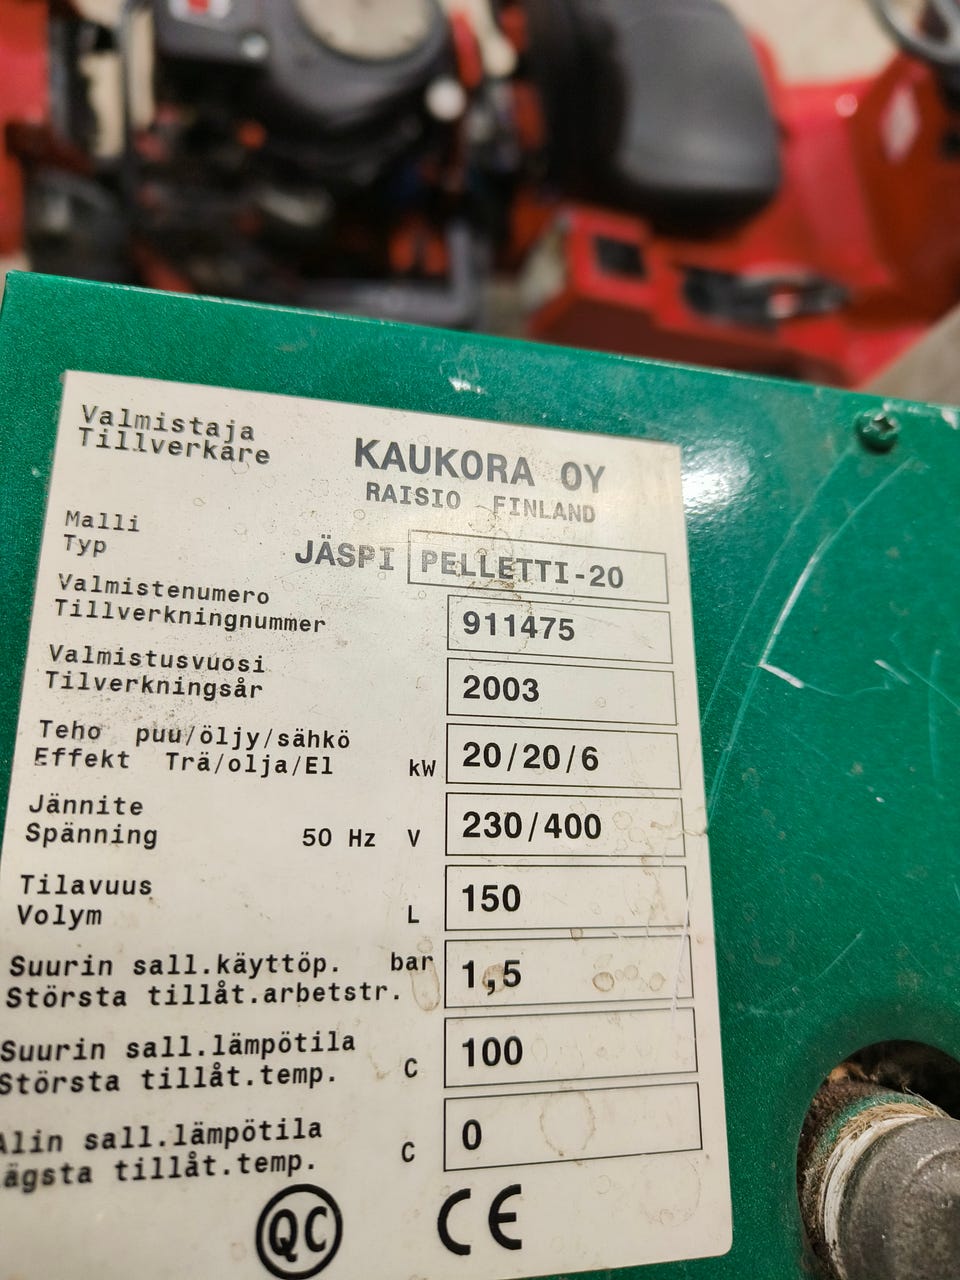 Valmistaja
Tillverkare
KAUKORA OY
RAISIO FINLAND
Malli
Typ
JÄSPI PELLETTI-20
Valmistenumero
Tillverkningnummer
911475
Valmistusvuosi
Tilverkningsår
2003
Teho puu/öljy/sähkö
Effekt Trä/olja/El kW
20/20/6
Jännite
Spänning 50 Hz V
230/400
Tilavuus
Volym L
150
Suurin sall.käyttöp. bar
Största tillåt.arbetstr.
1,5
Suurin sall.lämpötila
Största tillåt.temp. C
100
Alin sall.lämpötila
ägsta tillåt.temp. C
0
QC CE